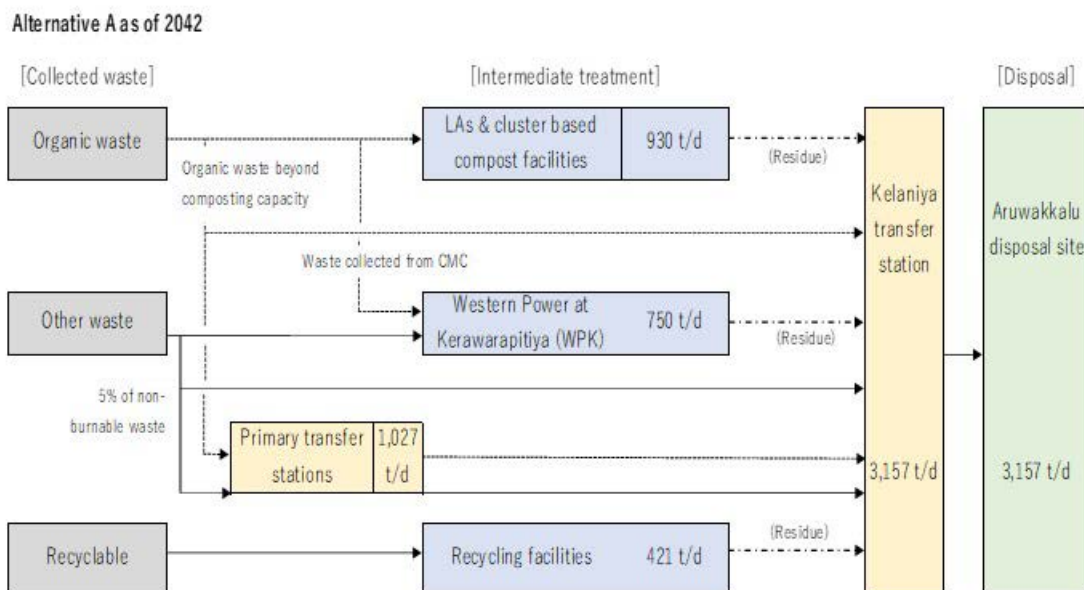 Alternative A as of 2042
[Collected waste]
[Intermediate treatment]
[Disposal]
Organic waste
LAs & cluster based
compost facilities
930 t/d
(Residue)
Organic waste beyond
composting capacity
Kelaniya
transfer
station
Aruwakkalu
disposal site
Waste collected from CMC
Other waste
Western Power at
Kerawarapitiya (WPK)
750 t/d
(Residue)
5% of non-
burnable waste
Primary transfer
stations
1,027
t/d
3,157 t/d
3,157 t/d
Recyclable
Recycling facilities
421 t/d
(Residue)